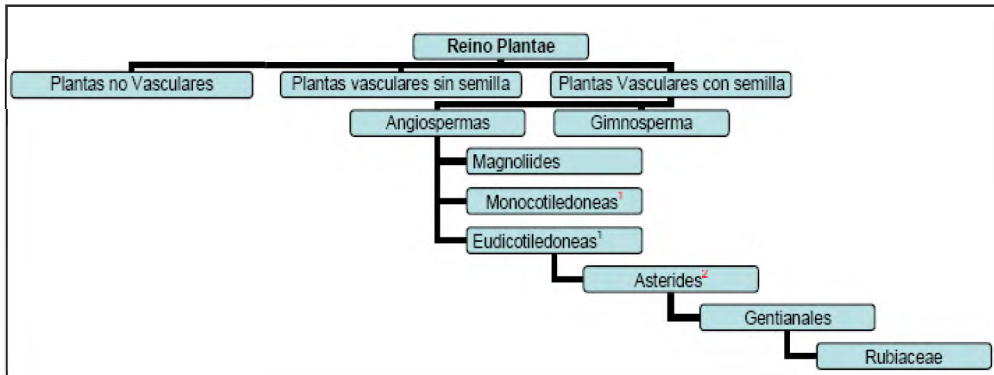 Reino Plantae
Plantas no Vasculares
Plantas vasculares sin semilla
Plantas Vasculares con semilla
Angiospermas
Gimnosperma
Magnoliides
Monocotiledoneas¹
Eudicotiledoneas¹
Asterides²
Gentianales
Rubiaceae